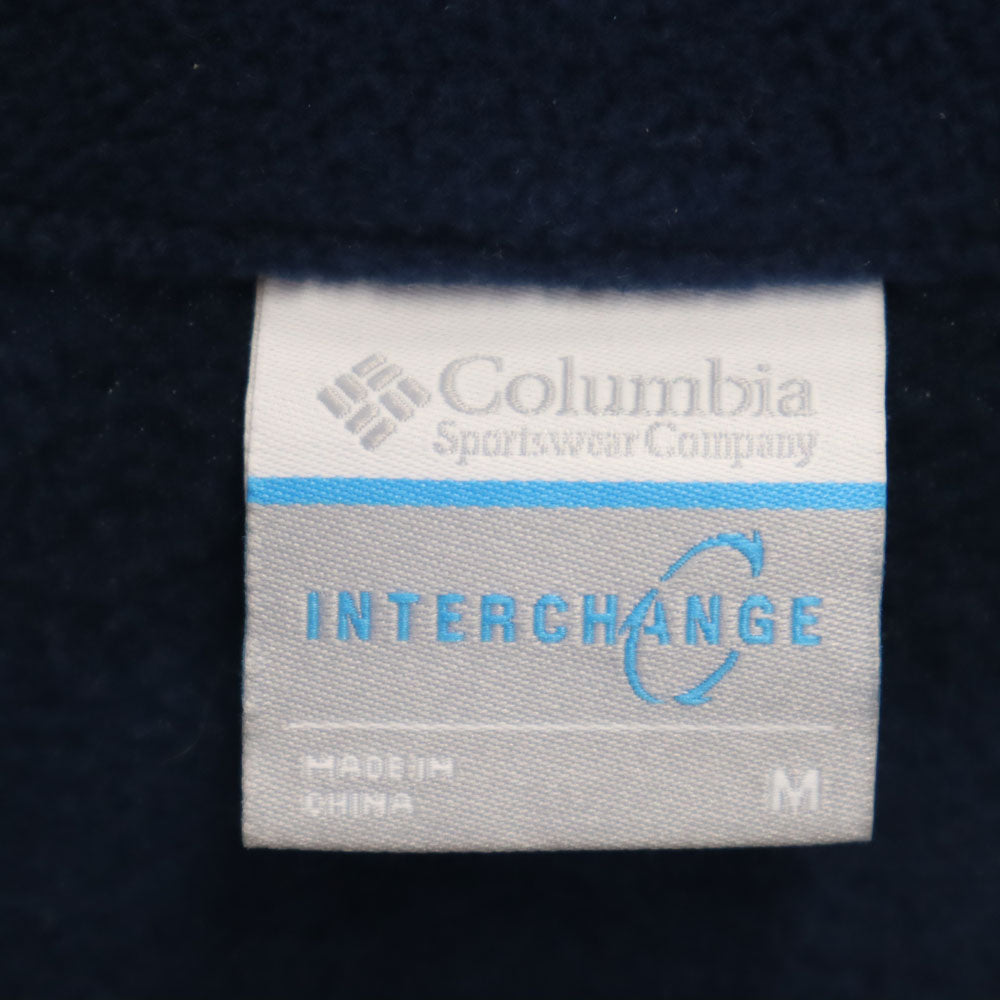 Columbia
Sportswear Company
INTERCHANGE
MADE IN
CHINA
M